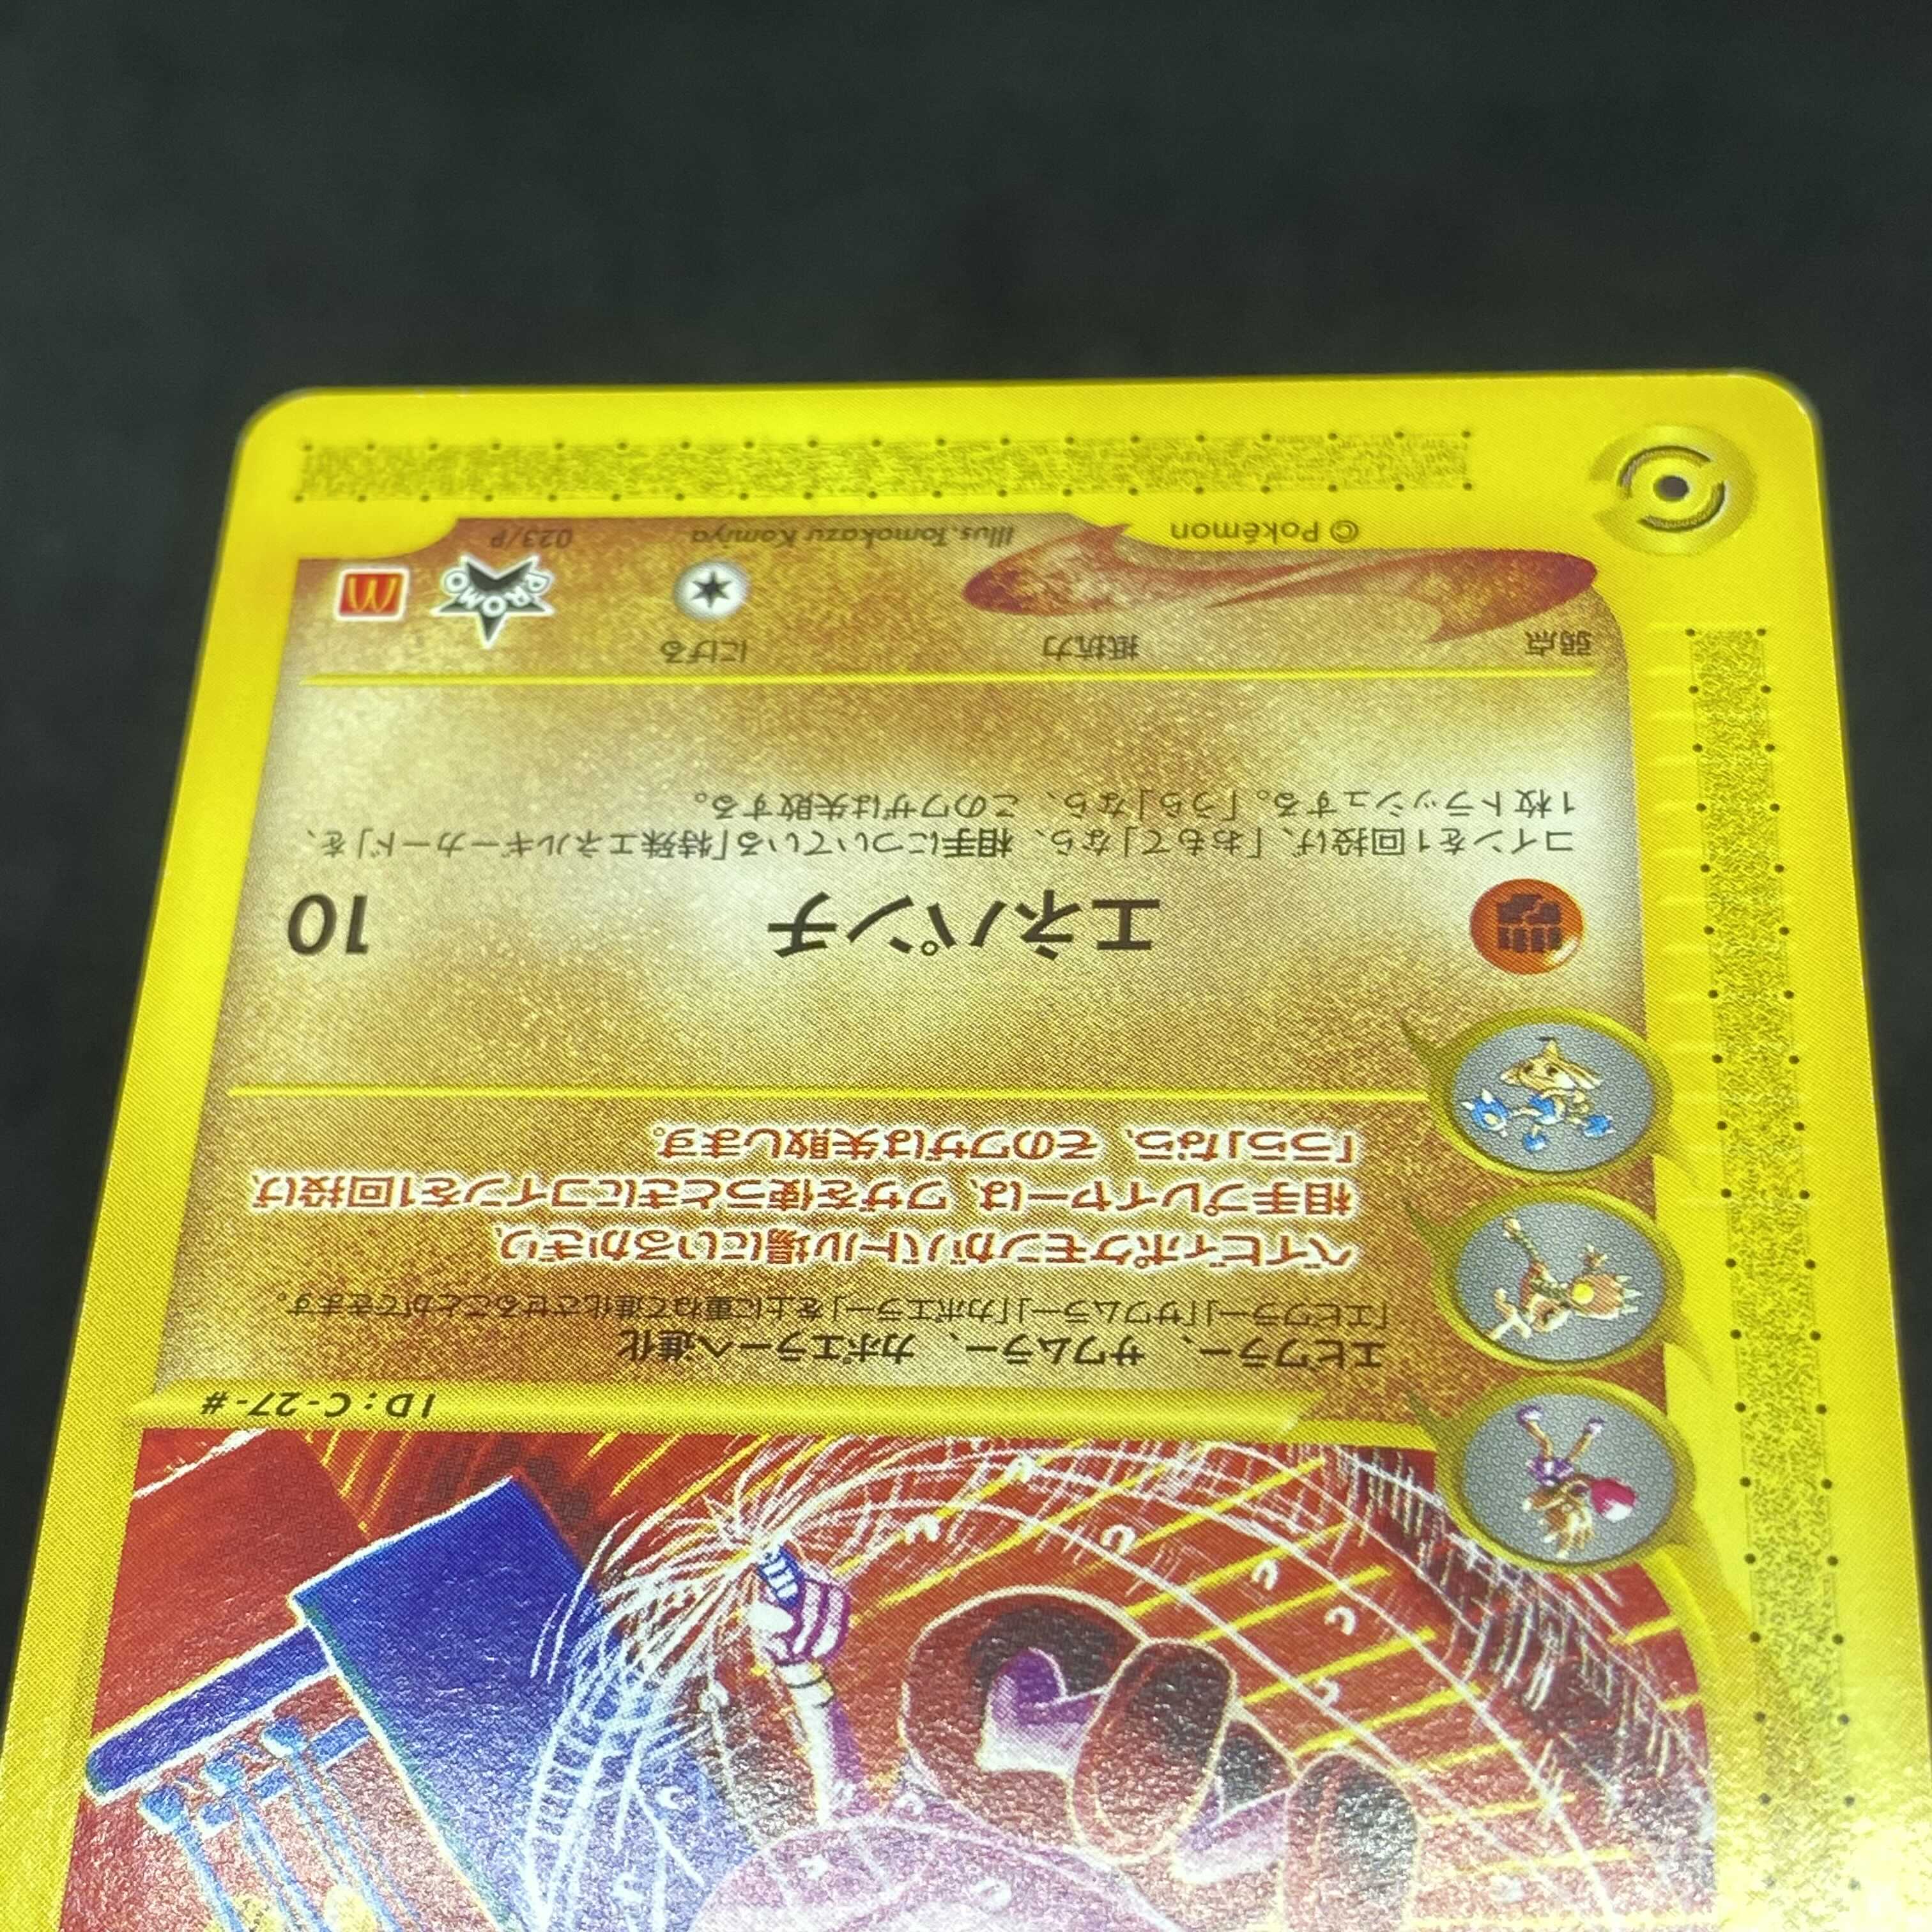 ID:C-27-#
エビワラー、サワムラー、カポエラーへ進化
「エビワラー」「サワムラー」「カポエラー」を上に重ねて進化させることができます。
ベイビィポケモンがバトル場にいるかぎり、
相手プレイヤーは、ワザを使うときにコインを1回投げ、
「うら」なら、そのワザは失敗します。
エネパンチ 10
コインを1回投げ、「おもて」なら、相手についている「特殊エネルギーカード」を、
1枚トラッシュする。「うら」なら、このワザは失敗する。
弱点 抵抗力 にげる
PROMO
M
©Pokémon Illus.Tomokazu Komiya 023/P